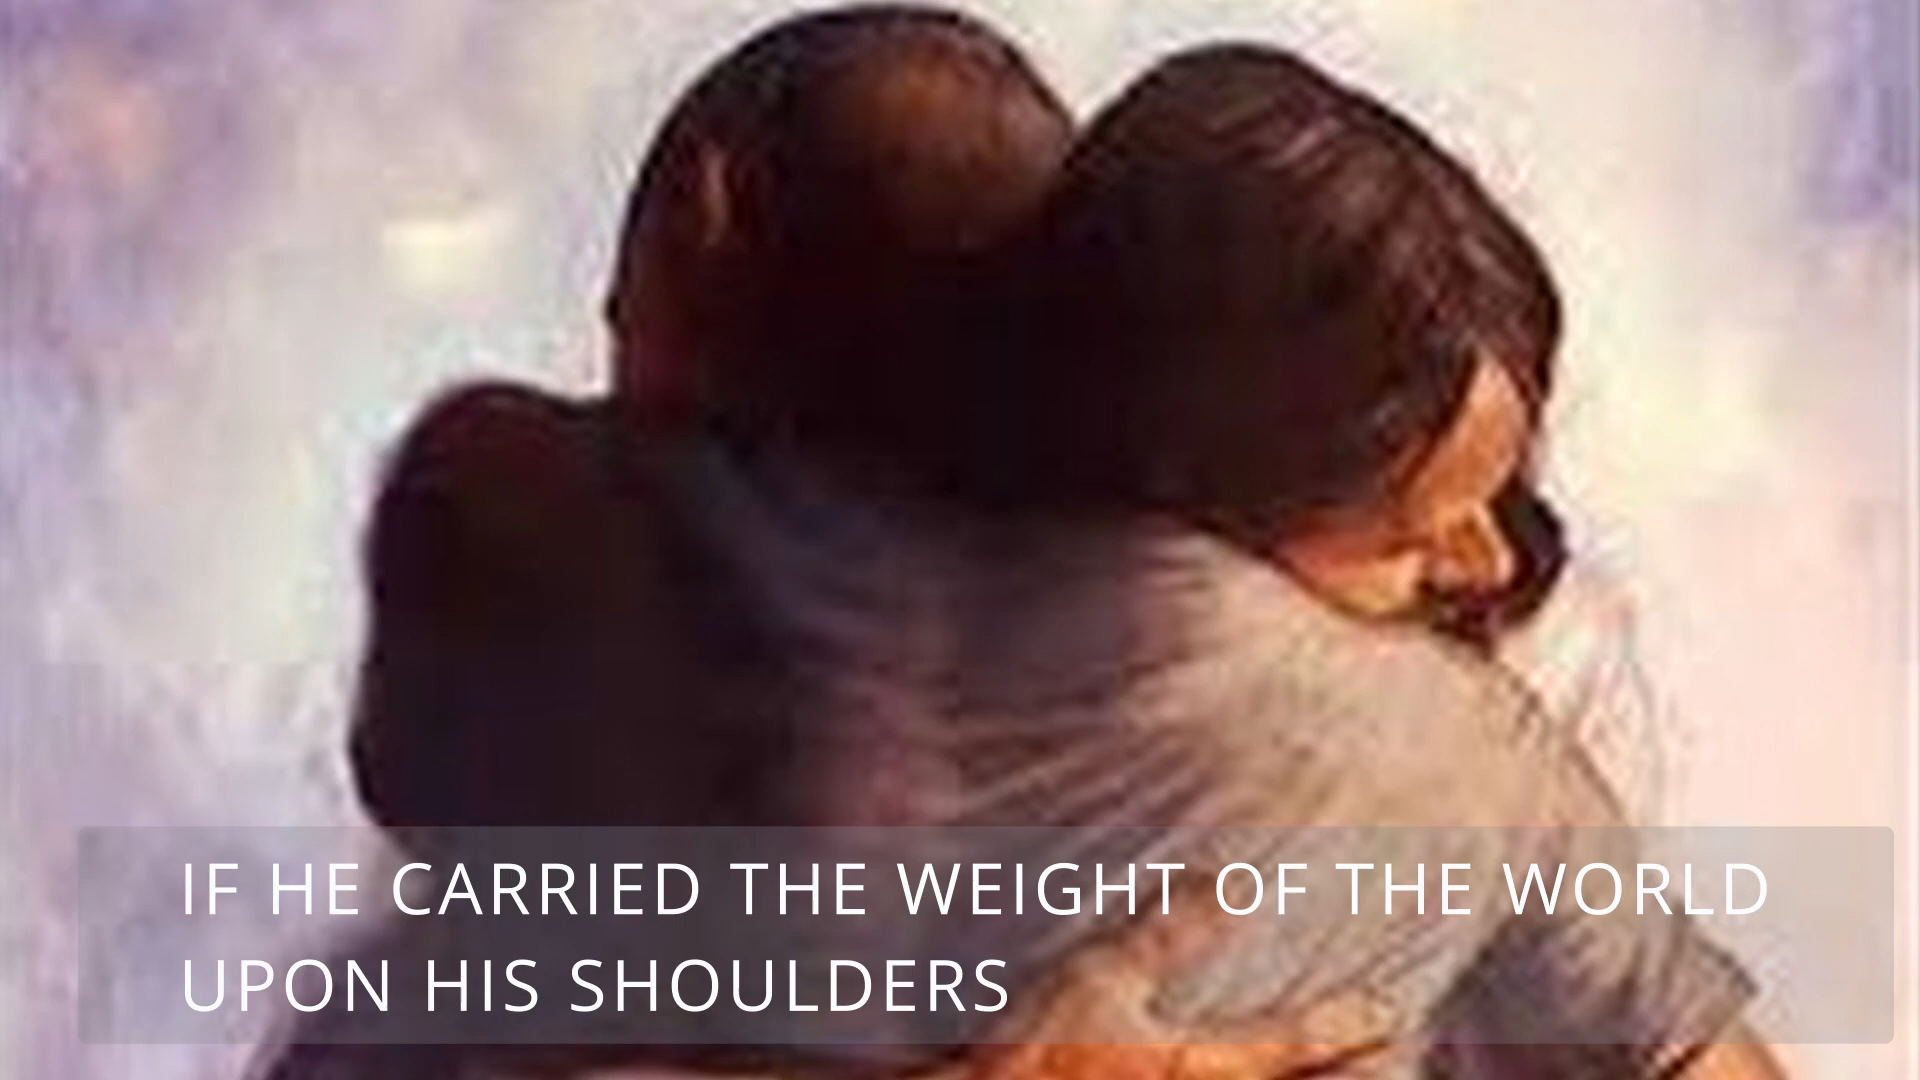 IF HE CARRIED THE WEIGHT OF THE WORLD
UPON HIS SHOULDERS